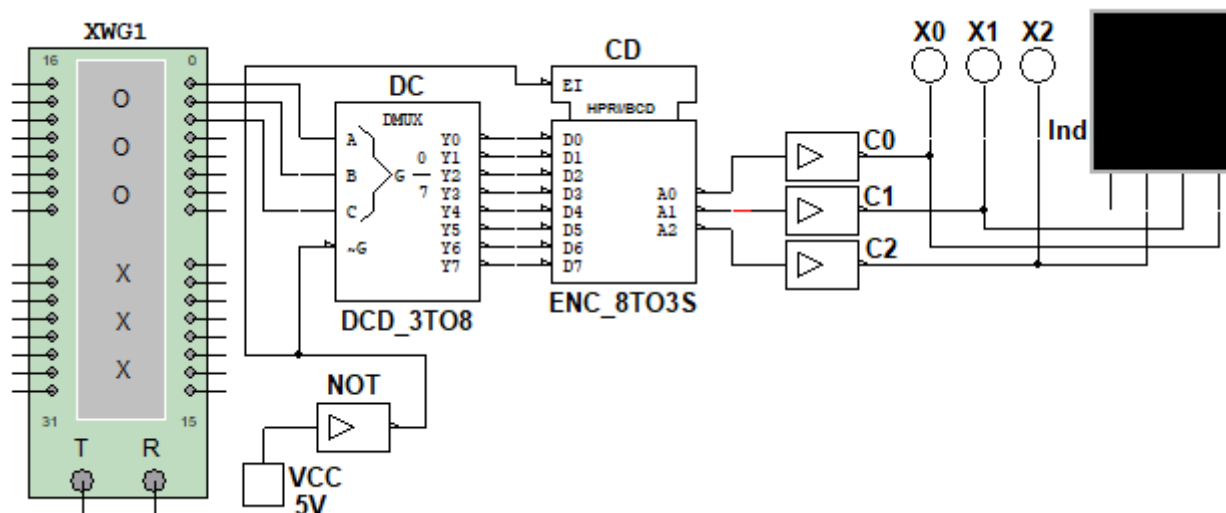 XWG1
16
0
O
O
O
X
X
X
31
15
T
R
DC
DMUX
A
B
C
G
0
7
~G
Y0
Y1
Y2
Y3
Y4
Y5
Y6
Y7
DCD_3TO8
NOT
VCC
5V
CD
EI
HPRI/BCD
D0
D1
D2
D3
D4
D5
D6
D7
A0
A1
A2
ENC_8TO3S
C0
C1
C2
X0 X1 X2
Ind